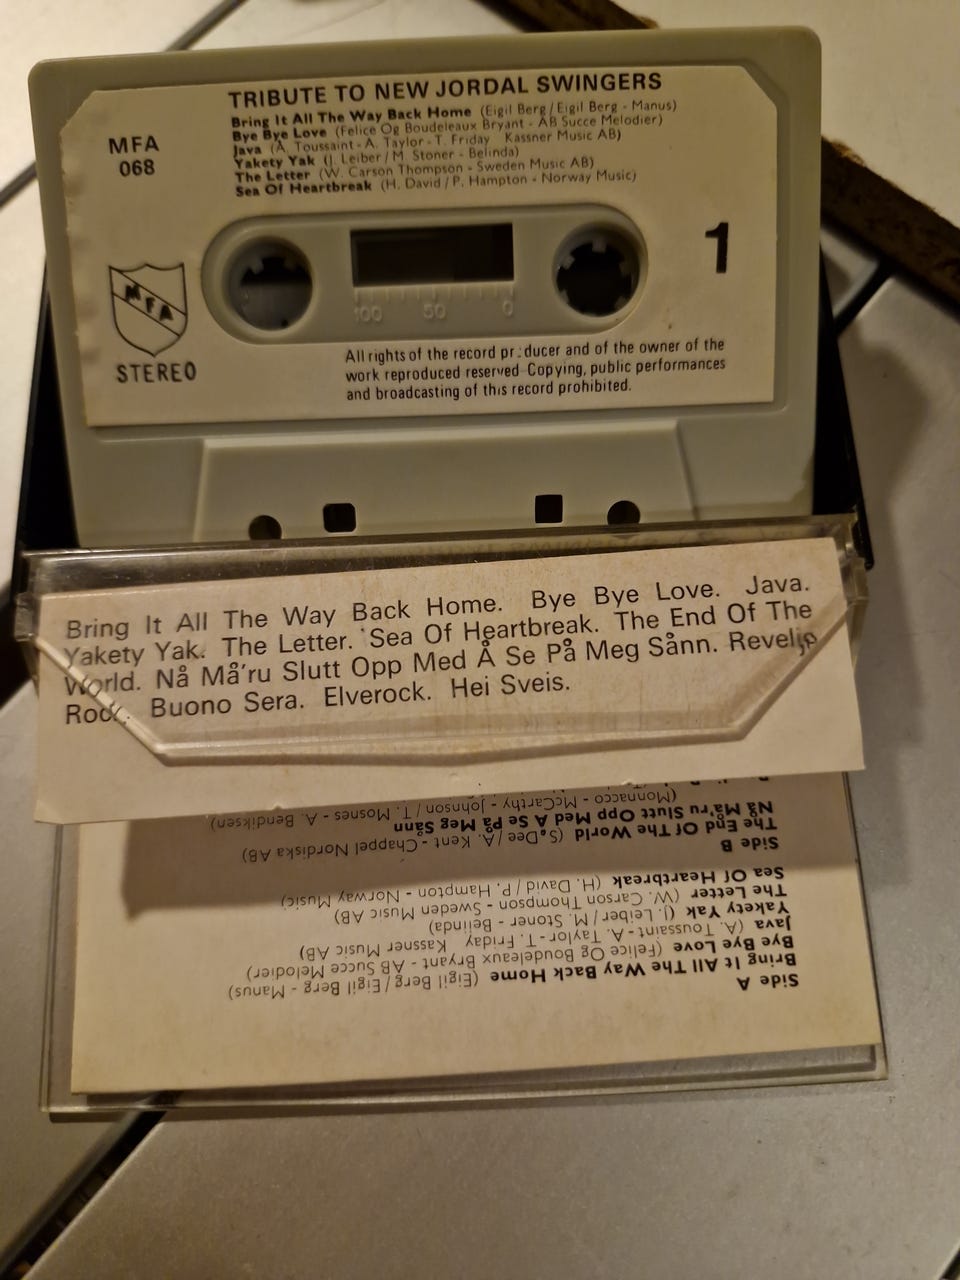 TRIBUTE TO NEW JORDAL SWINGERS
Bring It All The Way Back Home (Eigil Berg/Eigil Berg - Manus)
Bye Bye Love (Felice Og Boudeleaux Bryant - AB Succe Melodier)
Java (A. Toussaint - A. Taylor - T. Friday Kassner Music AB)
Yakety Yak (J. Leiber/M. Stoner - Belinda)
The Letter (W. Carson Thompson - Sweden Music AB)
Sea Of Heartbreak (H. David/P. Hampton - Norway Music)
MFA
068
1
100 50 0
MFA
STEREO
All rights of the record producer and of the owner of the
work reproduced reserved Copying, public performances
and broadcasting of this record prohibited.
Bring It All The Way Back Home. Bye Bye Love. Java.
Yakety Yak. The Letter. Sea Of Heartbreak. The End Of The
World. Nå Må'ru Slutt Opp Med Å Se På Meg Sånn. Reveljе
Rock. Buono Sera. Elverock. Hei Sveis.
Side A
Bring It All The Way Back Home (Eigil Berg/Eigil Berg - Manus)
Bye Bye Love (Felice Og Boudeleaux Bryant - AB Succe Melodier)
Java (A. Toussaint - A. Taylor - T. Friday Kassner Music AB)
Yakety Yak (J. Leiber/M. Stoner - Belinda)
The Letter (W. Carson Thompson - Sweden Music AB)
Sea Of Heartbreak (H. David/P. Hampton - Norway Music)
Side B
The End Of The World (S. Dee/A. Kent - Chappel Nordiska AB)
Nå Må'ru Slutt Opp Med Å Se På Meg Sånn
(Monnacco - McCarthy - Johnson/T. Mosnes - A. Bendiksen)